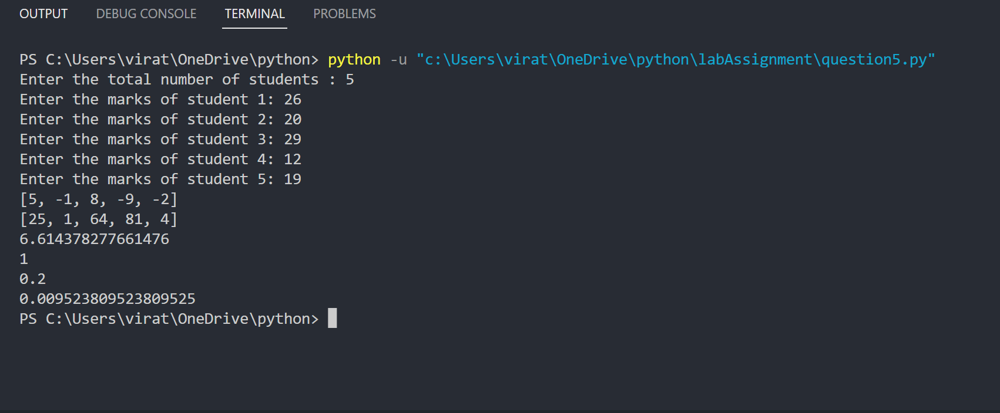 OUTPUT DEBUG CONSOLE TERMINAL PROBLEMS
PS C:\Users\virat\OneDrive\python> python -u "c:\Users\virat\OneDrive\python\labAssignment\question5.py"
Enter the total number of students : 5
Enter the marks of student 1: 26
Enter the marks of student 2: 20
Enter the marks of student 3: 29
Enter the marks of student 4: 12
Enter the marks of student 5: 19
[5, -1, 8, -9, -2]
[25, 1, 64, 81, 4]
6.614378277661476
1
0.2
0.009523809523809525
PS C:\Users\virat\OneDrive\python>